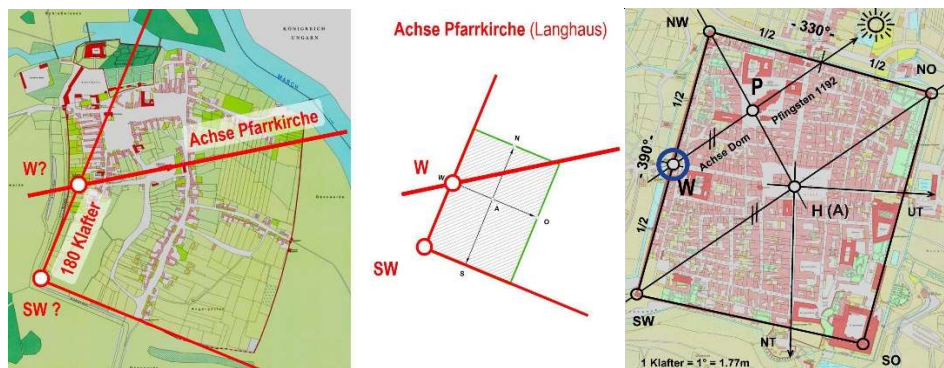 KÖNIGREICH
UNGARN
MARCH
Achse Pfarrkirche
W?
180 Klafter
SW ?
Achse Pfarrkirche (Langhaus)
N
W
W
A
O
SW
S
NW
1/2
- 330° -
1/2
NO
P
Pfingsten 1192
1/2
- 390° -
Achse Dom
W
H (A)
UT
1/2
SW
NT
SO
1 Klafter = 1° = 1.77m